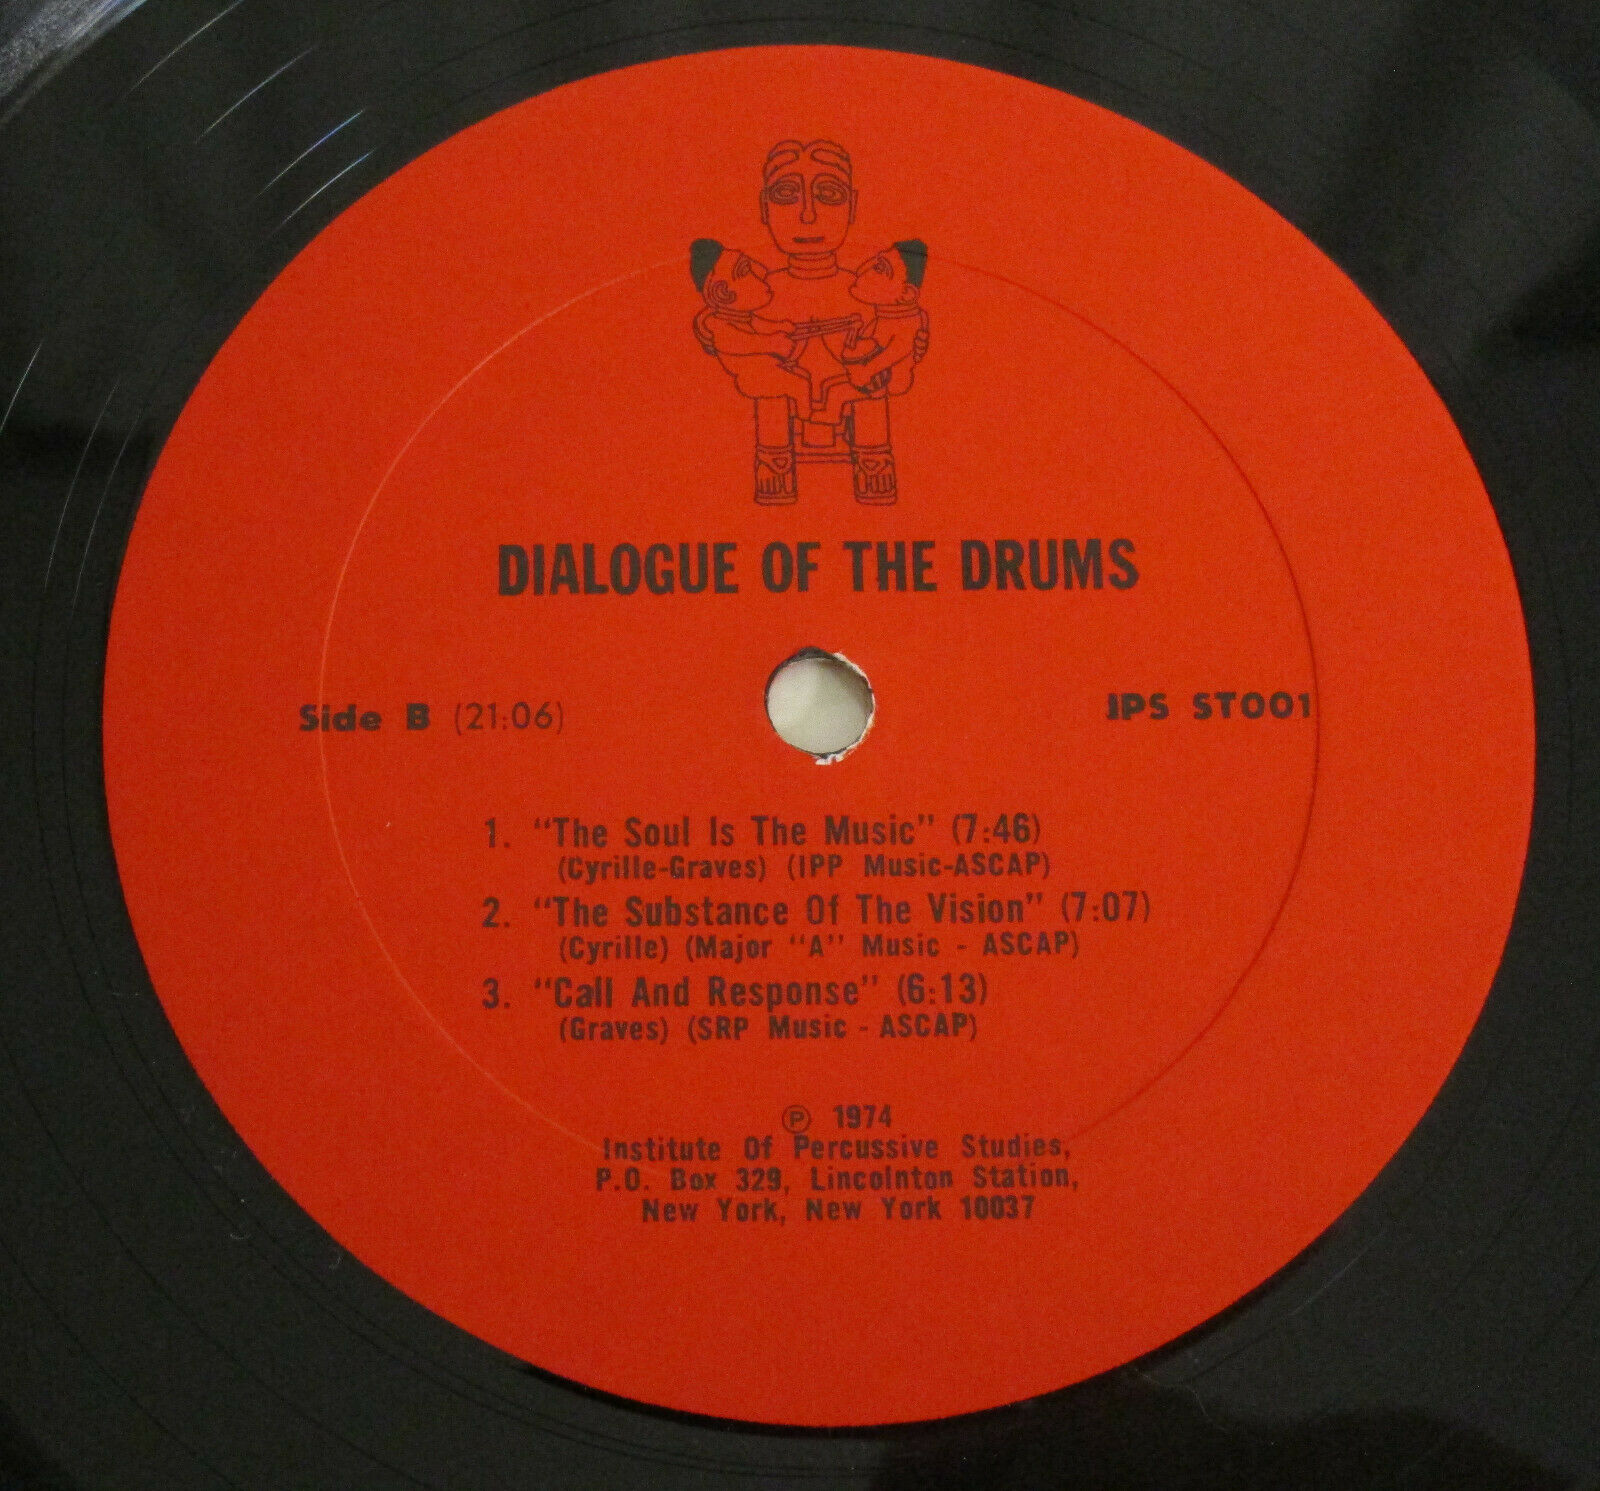 DIALOGUE OF THE DRUMS
Side B (21:06)
IPS ST001
1. "The Soul Is The Music" (7:46)
(Cyrille-Graves) (IPP Music-ASCAP)
2. "The Substance Of The Vision" (7:07)
(Cyrille) (Major "A" Music - ASCAP)
3. "Call And Response" (6:13)
(Graves) (SRP Music - ASCAP)
℗ 1974
Institute Of Percussive Studies,
P.O. Box 329, Lincolnton Station,
New York, New York 10037